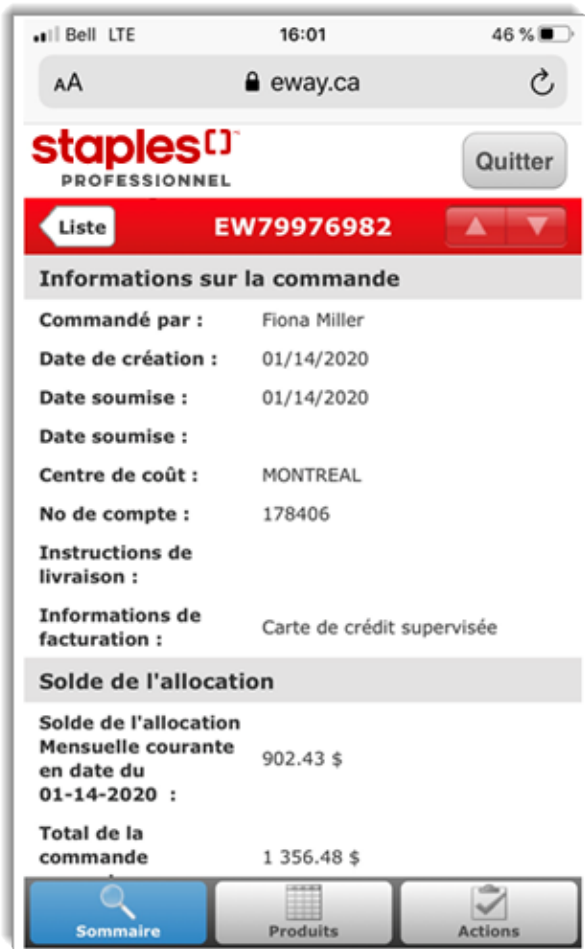 Bell LTE 16:01 46 %
AA eway.ca
staples
PROFESSIONNEL
Quitter
Liste EW79976982
Informations sur la commande
Commandé par : Fiona Miller
Date de création : 01/14/2020
Date soumise : 01/14/2020
Date soumise :
Centre de coût : MONTREAL
No de compte : 178406
Instructions de
livraison :
Informations de
facturation : Carte de crédit supervisée
Solde de l'allocation
Solde de l'allocation
Mensuelle courante
en date du
01-14-2020 : 902.43 $
Total de la
commande 1 356.48 $
Sommaire Produits Actions